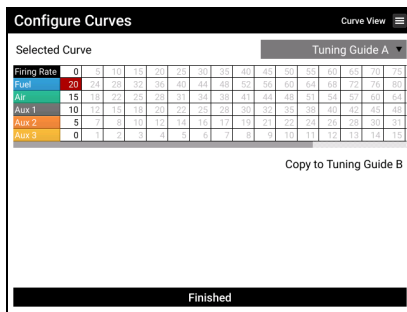 Configure Curves Curve View
Selected Curve Tuning Guide A
Firing Rate 0 5 10 15 20 25 30 35 40 45 50 55 60 65 70 75
Fuel 20 24 28 32 36 40 44 48 52 56 60 64 68 72 76 80
Air 15 18 22 25 28 31 34 38 41 44 48 51 54 57 60 64
Aux 1 10 12 15 18 20 22 25 28 30 32 35 38 40 42 45 48
Aux 2 5 7 8 10 12 14 16 17 19 21 22 24 26 28 30 31
Aux 3 0 1 2 3 4 5 6 7 8 9 10 11 12 13 14 15
Copy to Tuning Guide B
Finished